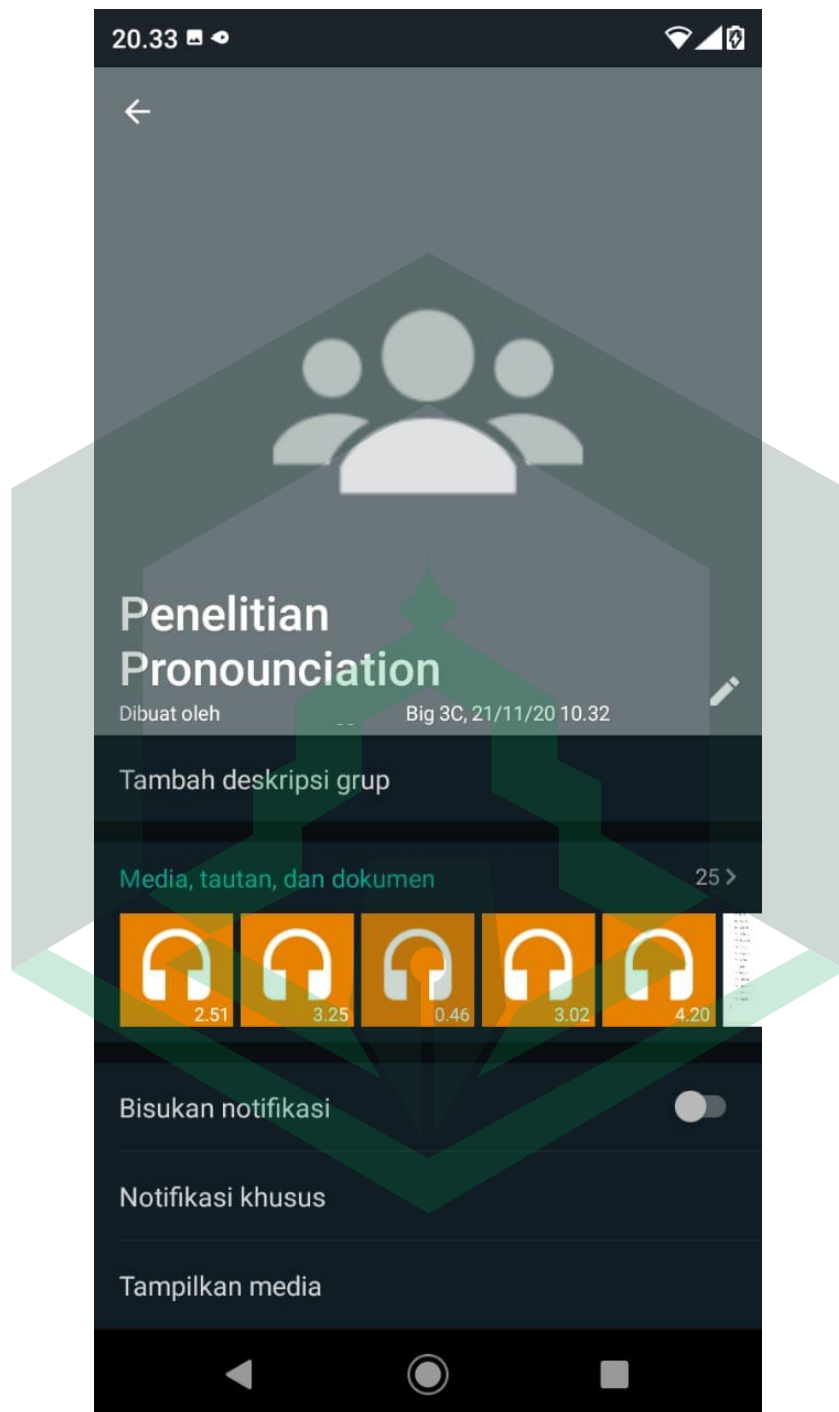 20.33
Penelitian
Pronounciation
Dibuat oleh Big 3C, 21/11/20 10.32
Tambah deskripsi grup
Media, tautan, dan dokumen 25
2.51 3.25 0.46 3.02 4.20
Bisukan notifikasi
Notifikasi khusus
Tampilkan media